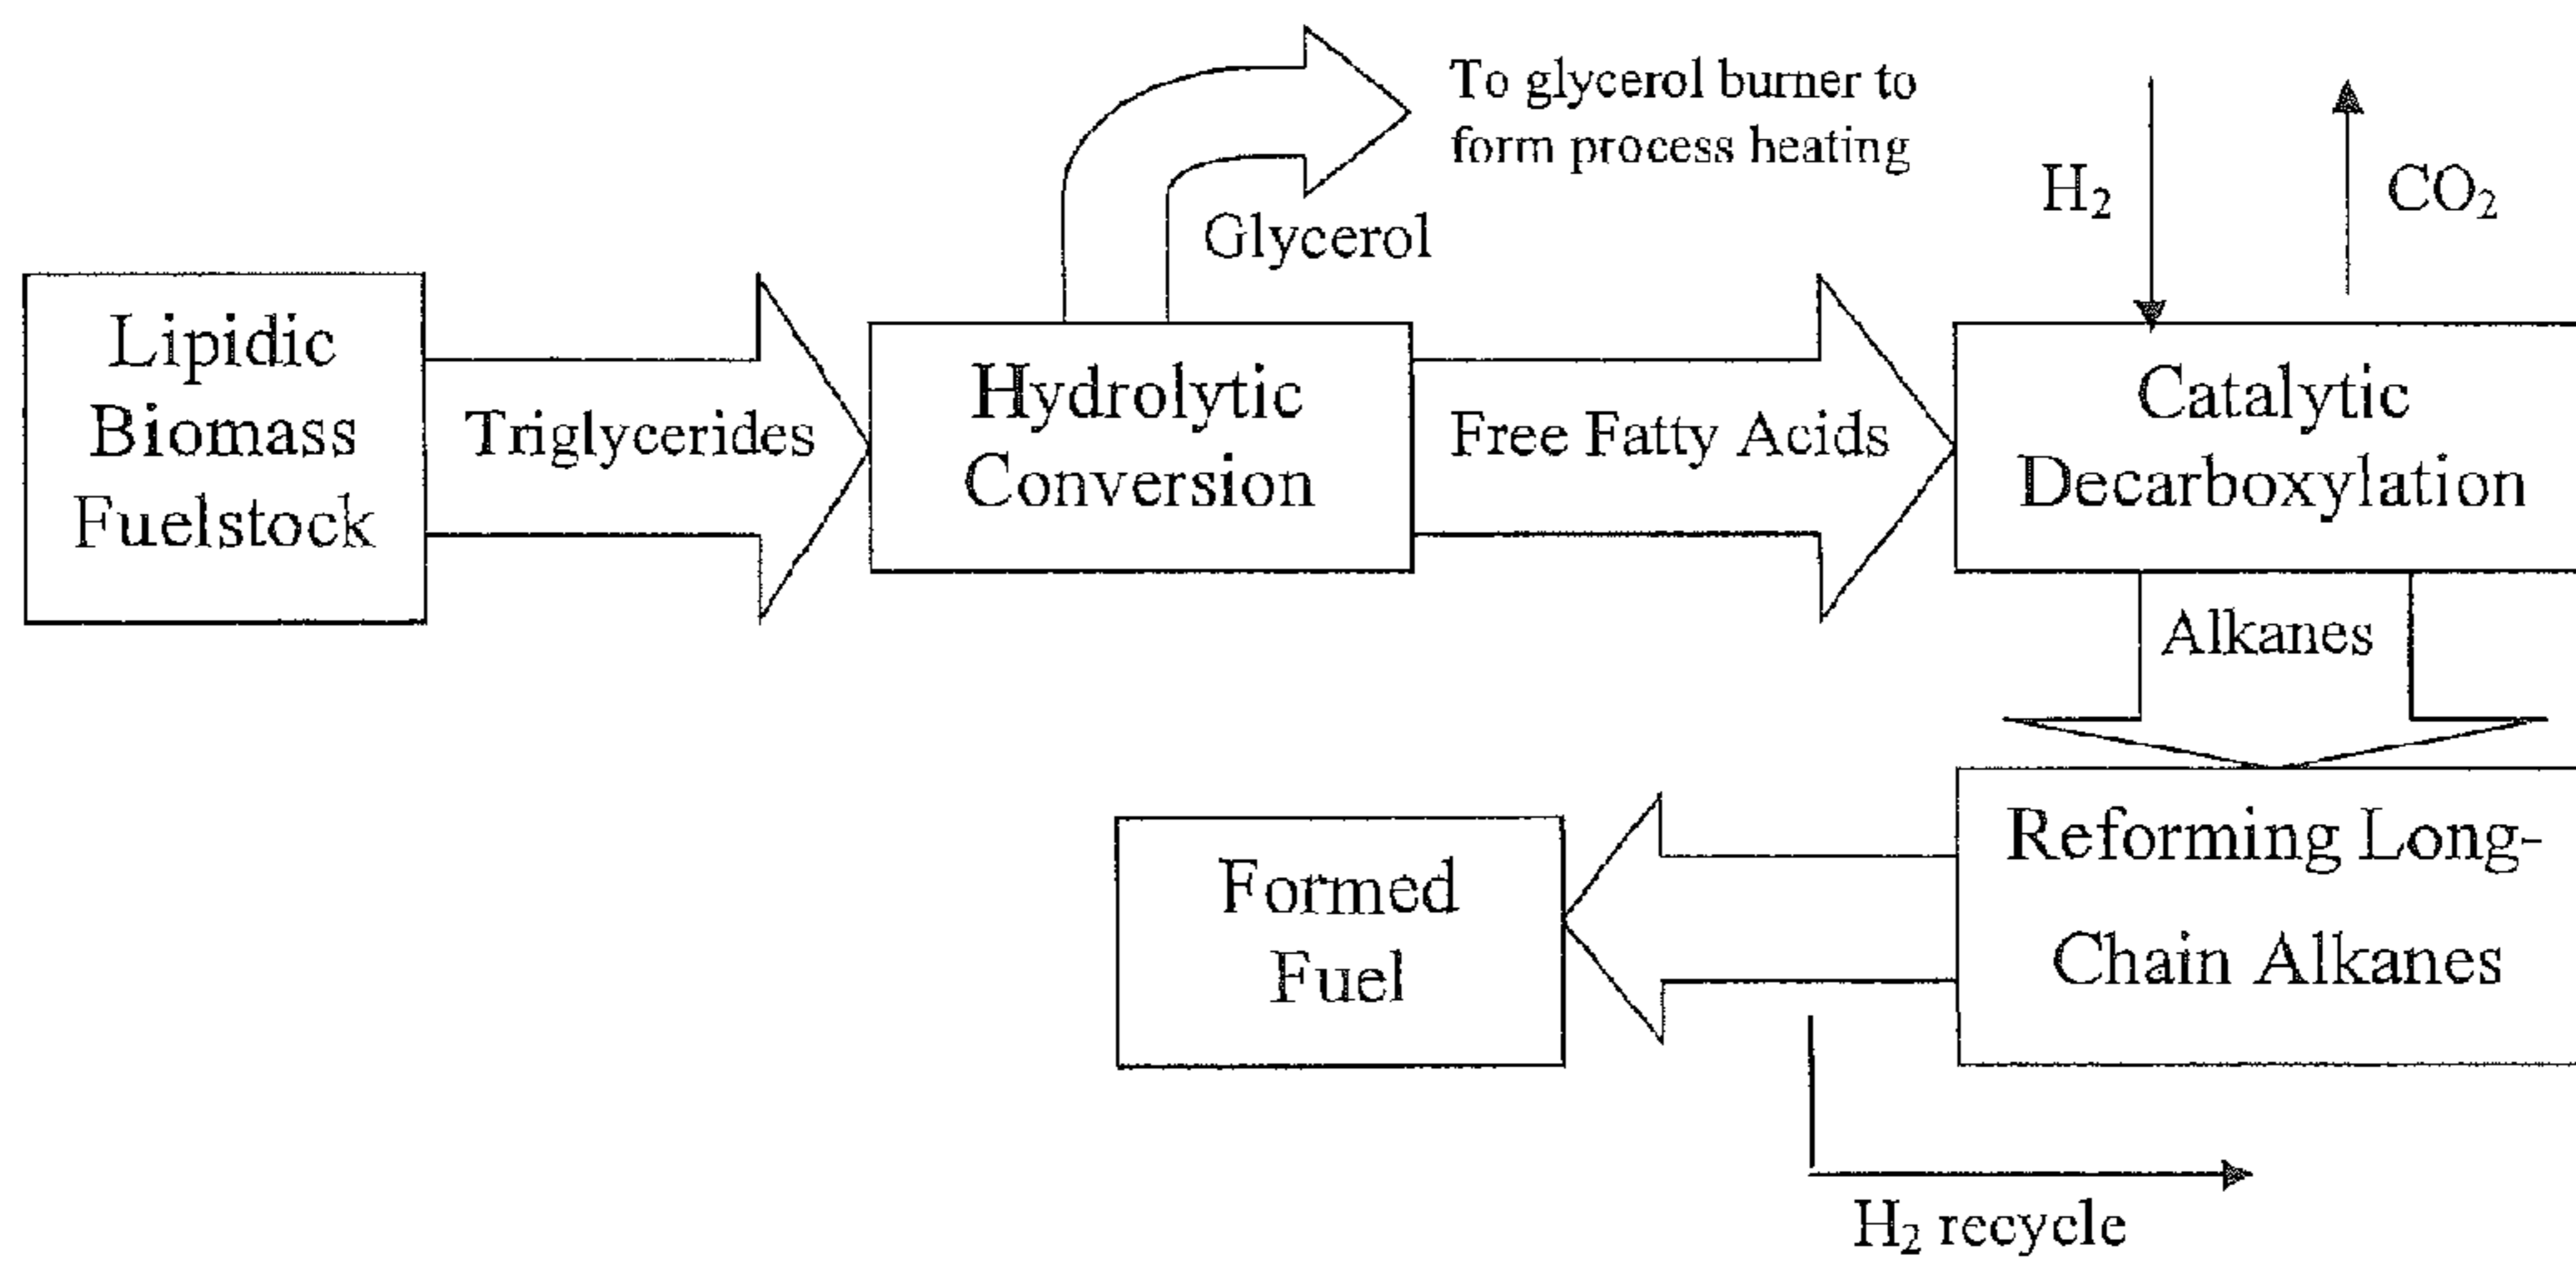 To glycerol burner to
form process heating
H₂
CO₂
Glycerol
Lipidic
Biomass
Fuelstock
Triglycerides
Hydrolytic
Conversion
Free Fatty Acids
Catalytic
Decarboxylation
Alkanes
Reforming Long-
Chain Alkanes
Formed
Fuel
H₂ recycle